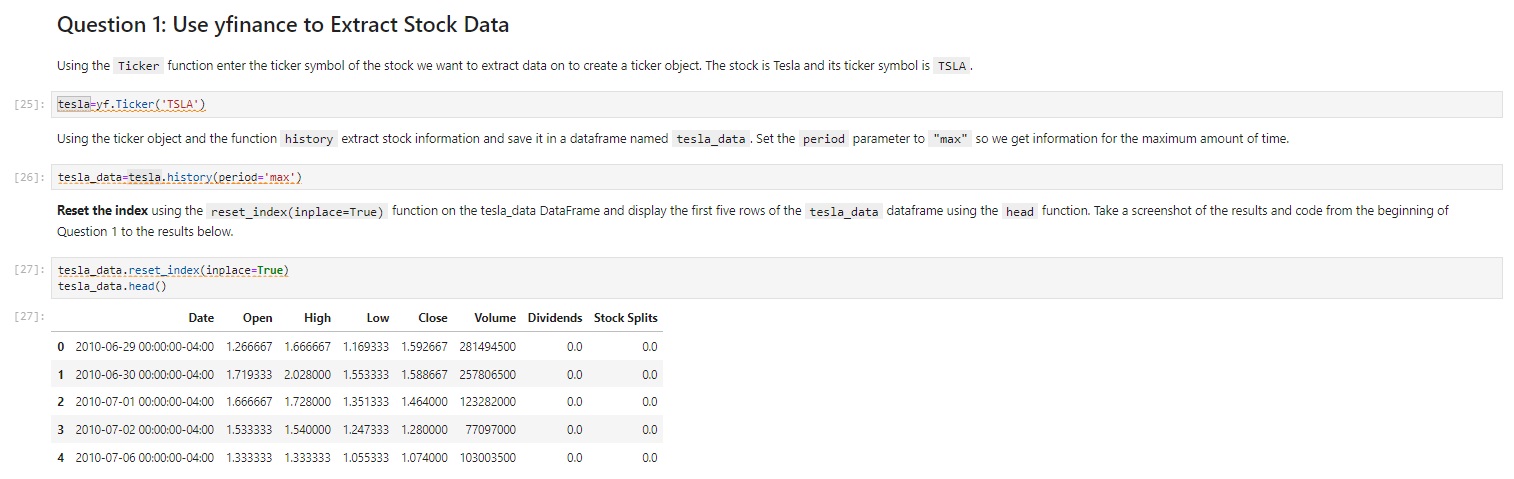 Question 1: Use yfinance to Extract Stock Data
Using the Ticker function enter the ticker symbol of the stock we want to extract data on to create a ticker object. The stock is Tesla and its ticker symbol is TSLA .
[25]: tesla=yf.Ticker('TSLA')
Using the ticker object and the function history extract stock information and save it in a dataframe named tesla_data . Set the period parameter to "max" so we get information for the maximum amount of time.
[26]: tesla_data=tesla.history(period='max')
Reset the index using the reset_index(inplace=True) function on the tesla_data DataFrame and display the first five rows of the tesla_data dataframe using the head function. Take a screenshot of the results and code from the beginning of
Question 1 to the results below.
[27]: tesla_data.reset_index(inplace=True)
tesla_data.head()
[27]: Date Open High Low Close Volume Dividends Stock Splits
0 2010-06-29 00:00:00-04:00 1.266667 1.666667 1.169333 1.592667 281494500 0.0 0.0
1 2010-06-30 00:00:00-04:00 1.719333 2.028000 1.553333 1.588667 257806500 0.0 0.0
2 2010-07-01 00:00:00-04:00 1.666667 1.728000 1.351333 1.464000 123282000 0.0 0.0
3 2010-07-02 00:00:00-04:00 1.533333 1.540000 1.247333 1.280000 77097000 0.0 0.0
4 2010-07-06 00:00:00-04:00 1.333333 1.333333 1.055333 1.074000 103003500 0.0 0.0